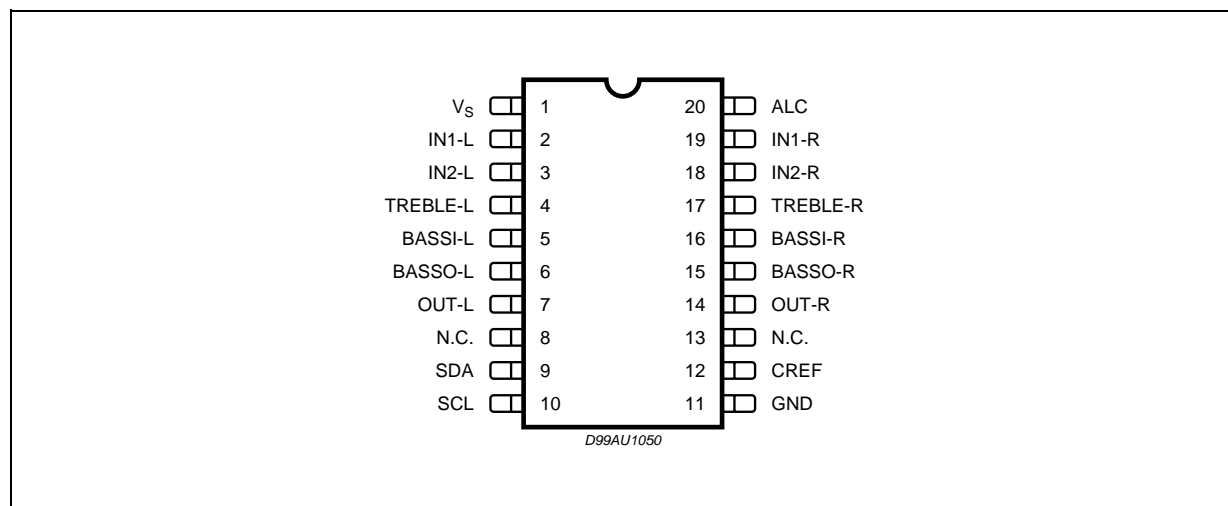 VS 1 20 ALC
IN1-L 2 19 IN1-R
IN2-L 3 18 IN2-R
TREBLE-L 4 17 TREBLE-R
BASSI-L 5 16 BASSI-R
BASSO-L 6 15 BASSO-R
OUT-L 7 14 OUT-R
N.C. 8 13 N.C.
SDA 9 12 CREF
SCL 10 11 GND
D99AU1050